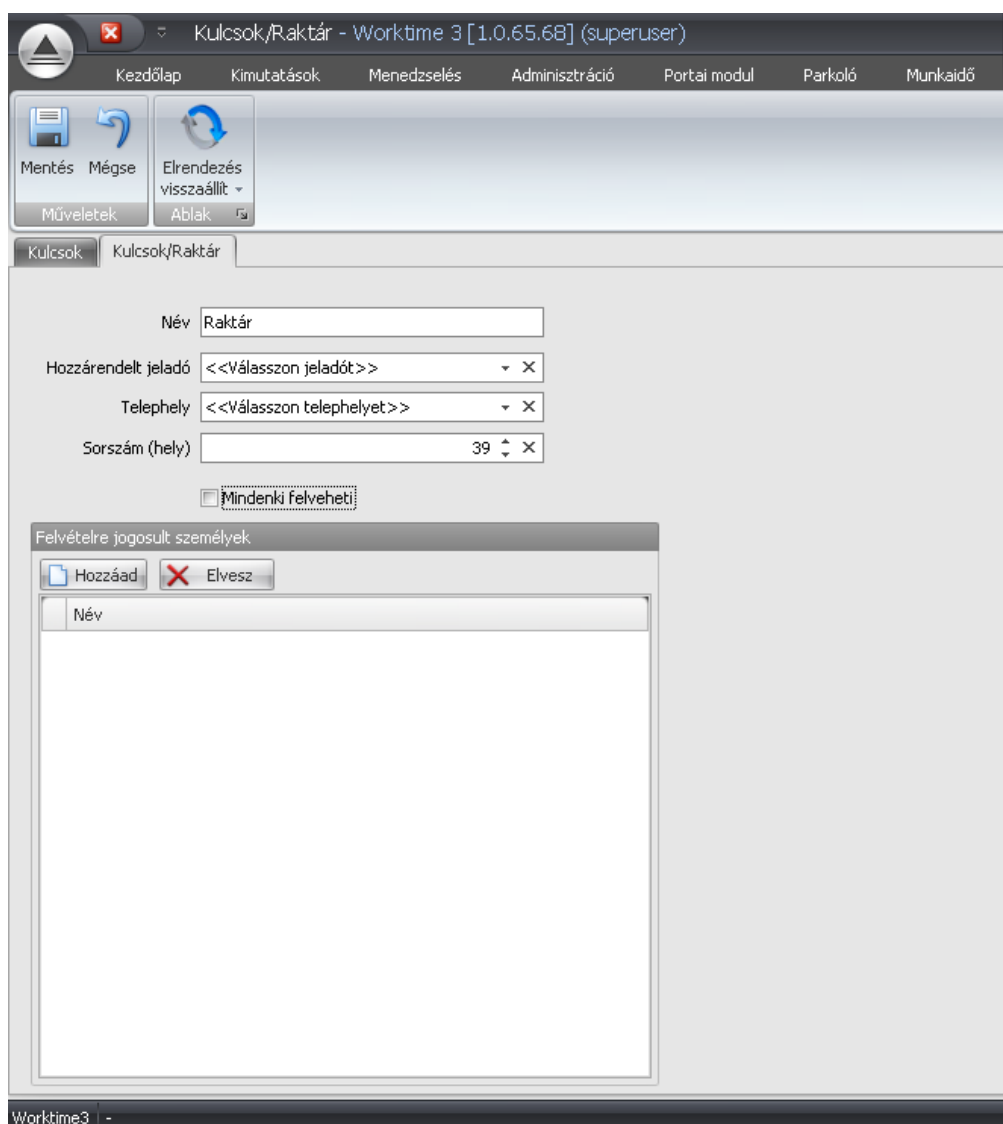 Kulcsok/Raktár - Worktime 3 [1.0.65.68] (superuser)
Kezdőlap Kimutatások Menedzselés Adminisztráció Portai modul Parkoló Munkaidő
Mentés Mégse Elrendezés visszaállít
Műveletek Ablak
Kulcsok Kulcsok/Raktár
Név Raktár
Hozzárendelt jeladó <<Válasszon jeladót>>
Telephely <<Válasszon telephelyet>>
Sorszám (hely) 39
Mindenki felveheti
Felvételre jogosult személyek
Hozzáad Elvesz
Név
Worktime3 -